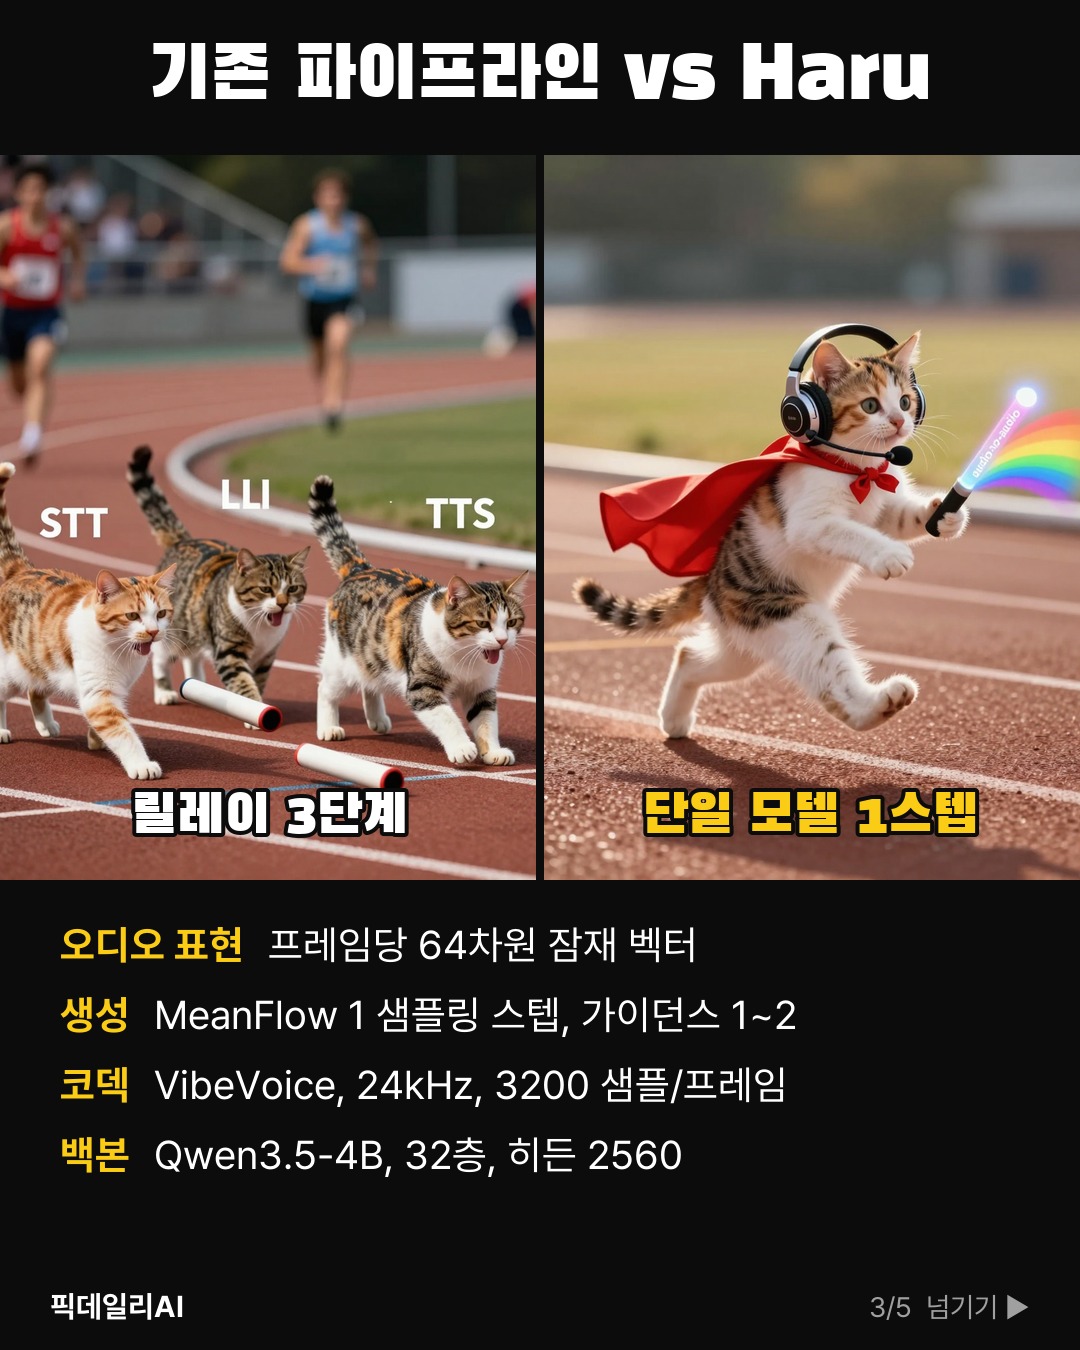 기존 파이프라인 vs Haru
STT
LLI
TTS
릴레이 3단계
단일 모델 1스텝
오디오 표현 프레임당 64차원 잠재 벡터
생성 MeanFlow 1 샘플링 스텝, 가이던스 1~2
코덱 VibeVoice, 24kHz, 3200 샘플/프레임
백본 Qwen3.5-4B, 32층, 히든 2560
픽데일리AI
3/5 넘기기 ▶